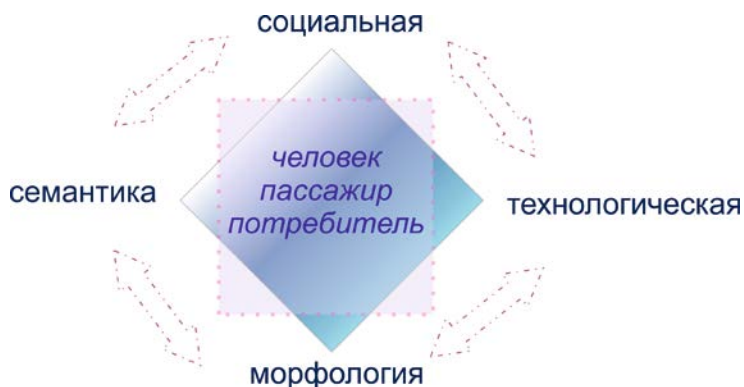 социальная
человек
пассажир
потребитель
семантика
технологическая
морфология